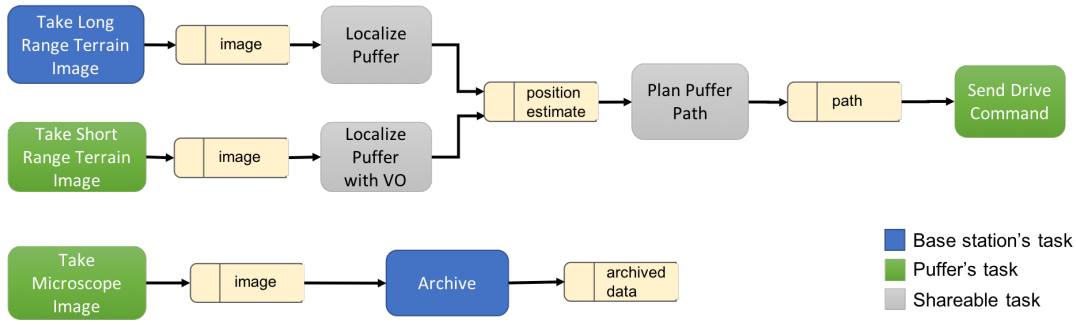 Take Long
Range Terrain
Image
image
Localize
Puffer
position
estimate
Plan Puffer
Path
path
Send Drive
Command
Take Short
Range Terrain
Image
image
Localize
Puffer
with VO
Take
Microscope
Image
image
Archive
archived
data
Base station's task
Puffer's task
Shareable task